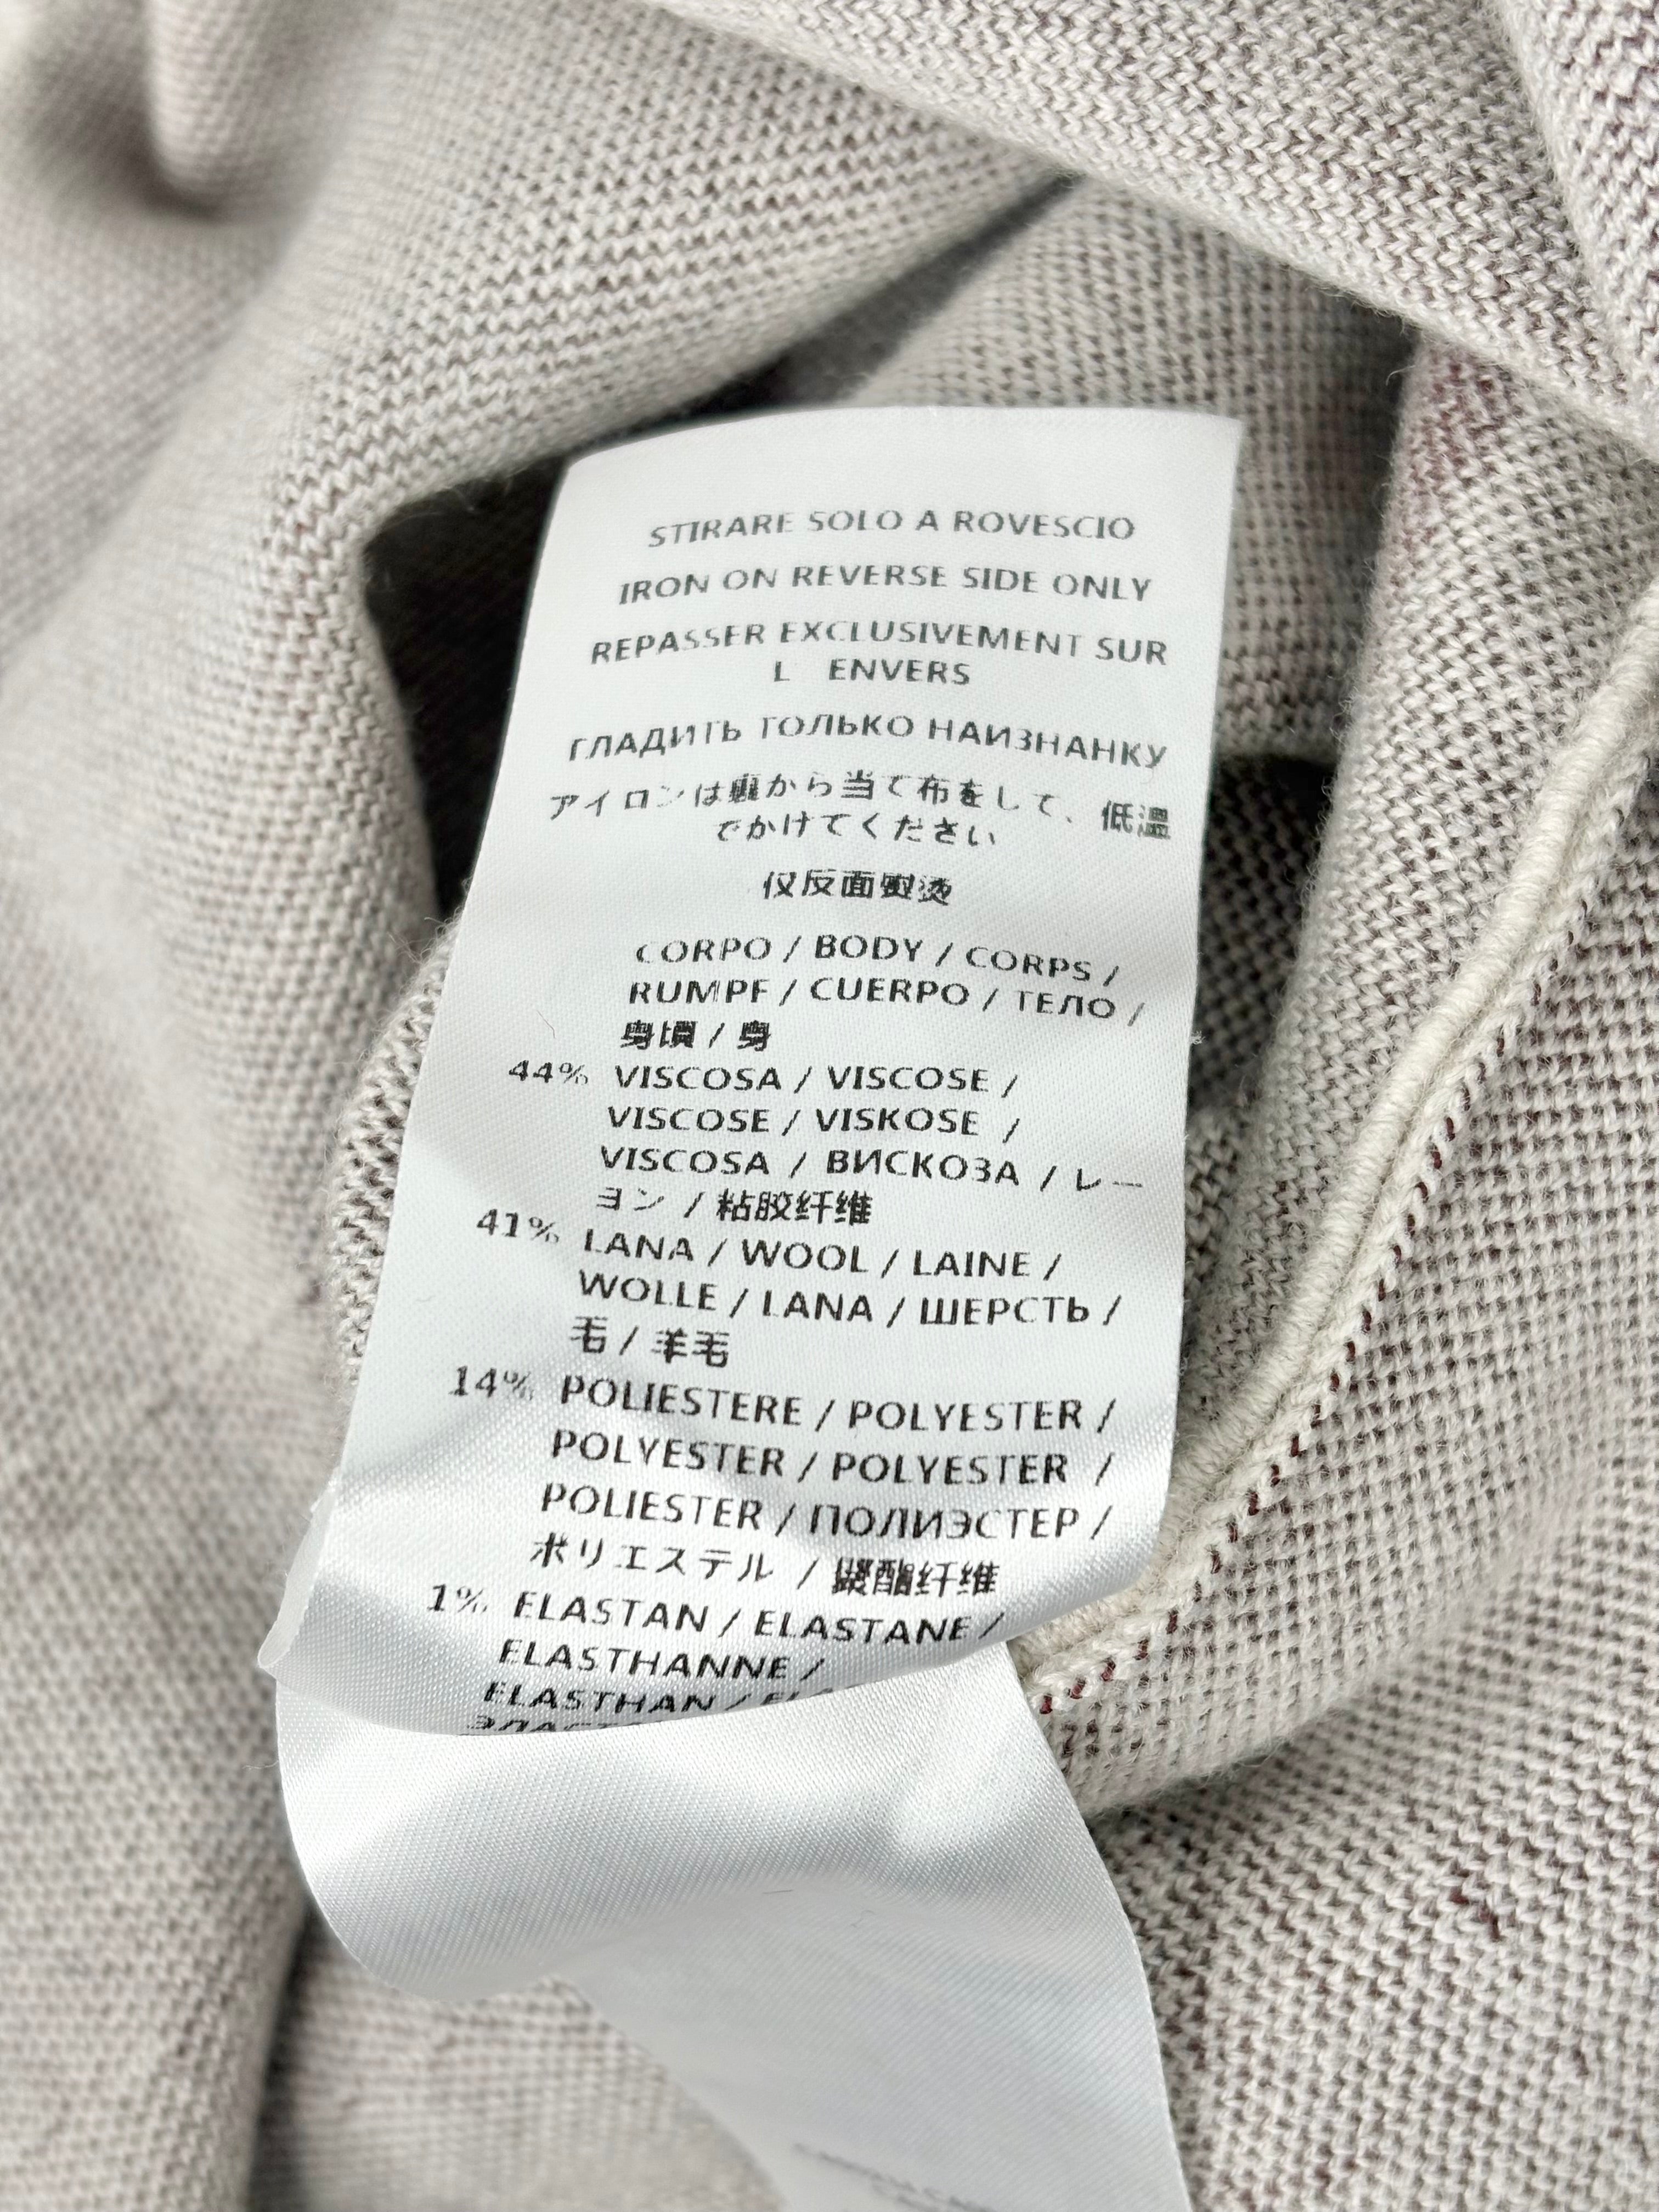 STIRARE SOLO A ROVESCIO
IRON ON REVERSE SIDE ONLY
REPASSER EXCLUSIVEMENT SUR
L ENVERS
ГЛАДИТЬ ТОЛЬКО НАИЗНАНКУ
アイロンは裏から当て布をして、低温
でかけてください
仅反面熨烫
CORPO / BODY / CORPS /
RUMPF / CUERPO / ТЕЛО /
身頃 / 身
44% VISCOSA / VISCOSE /
VISCOSE / VISKOSE /
VISCOSA / ВИСКОЗА / レー
ヨン / 粘胶纤维
41% LANA / WOOL / LAINE /
WOLLE / LANA / ШЕРСТЬ /
毛 / 羊毛
14% POLIESTERE / POLYESTER /
POLYESTER / POLYESTER /
POLIESTER / ПОЛИЭСТЕР /
ポリエステル / 聚酯纤维
1% ELASTAN / ELASTANE /
ELASTHANNE /
ELASTHAN /